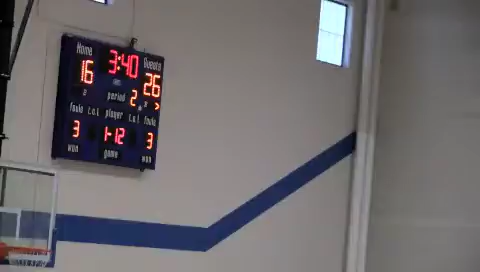 Home 3:40 Guests
16 26
period 2 >
fouls t.o.l player t.o.l fouls
3 1-12 3
won game won